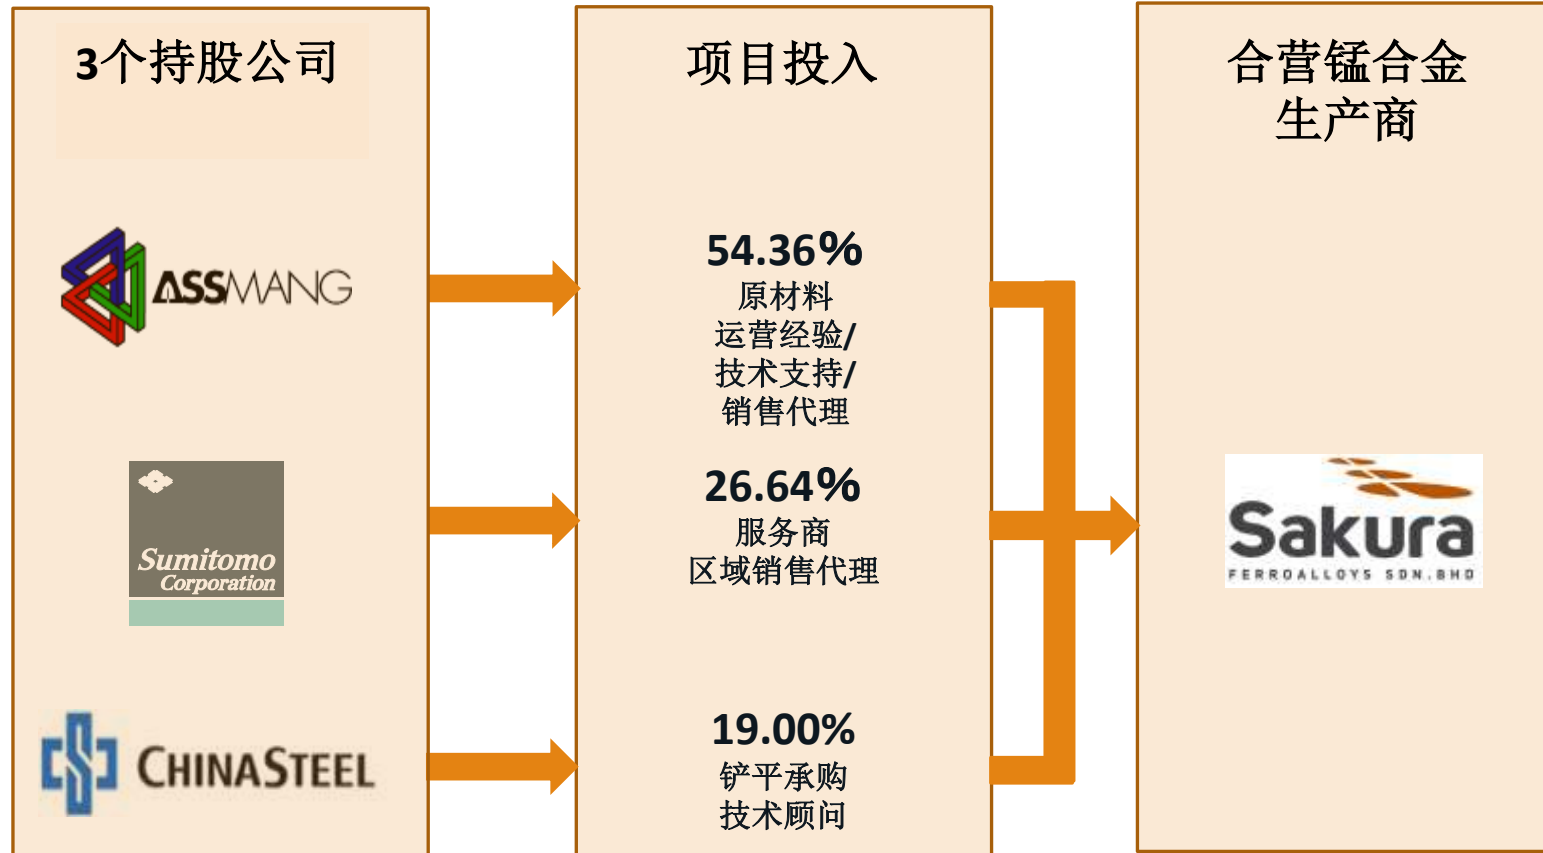 3个持股公司
ASSMANG
Sumitomo
Corporation
CHINASTEEL
项目投入
54.36%
原材料
运营经验/
技术支持/
销售代理
26.64%
服务商
区域销售代理
19.00%
铲平承购
技术顾问
合营锰合金
生产商
Sakura
FERROALLOYS SDN.BHD